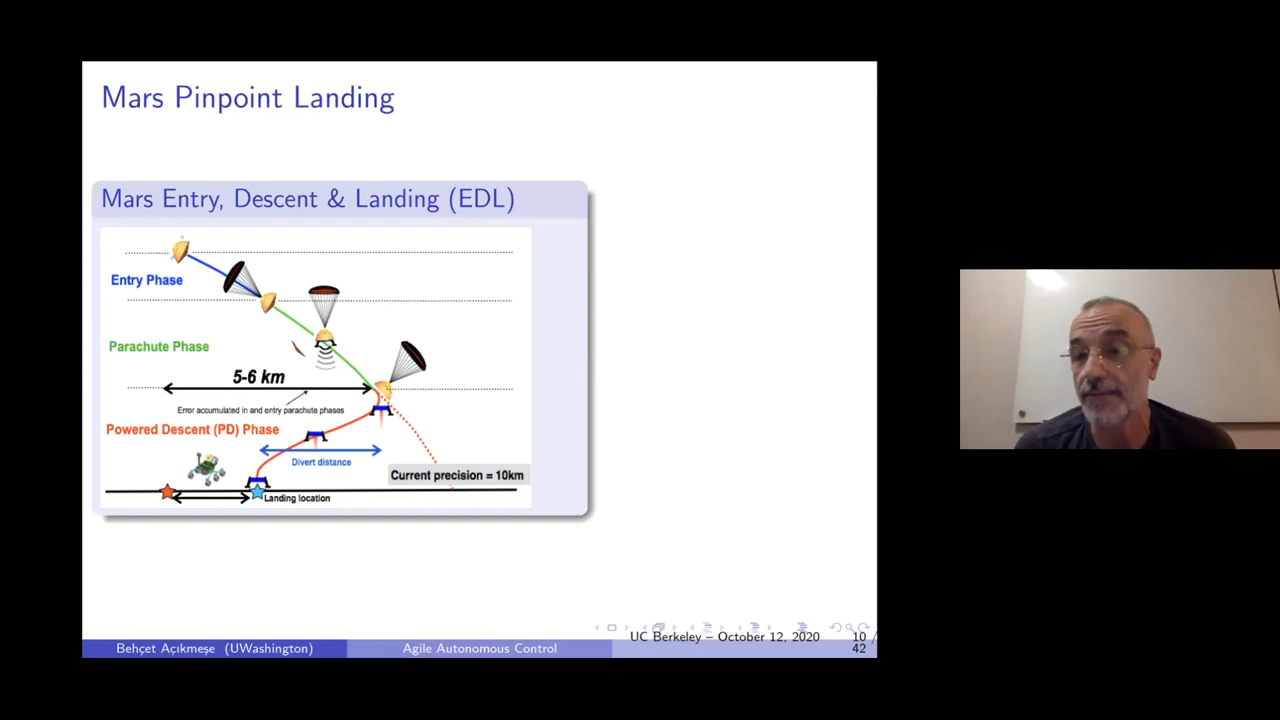 Mars Pinpoint Landing
Mars Entry, Descent & Landing (EDL)
Entry Phase
Parachute Phase
5-6 km
Error accumulated in and entry parachute phases
Powered Descent (PD) Phase
Divert distance
Current precision = 10km
Landing location
UC Berkeley – October 12, 2020
10 /
42
Behçet Açıkmeşe (UWashington)
Agile Autonomous Control